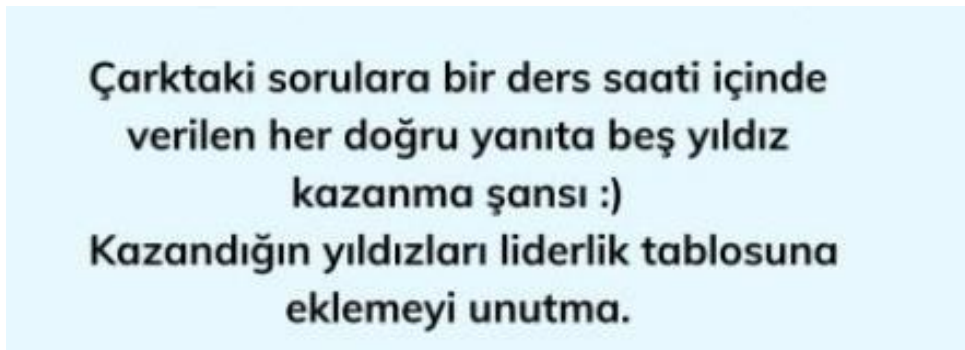 Çarktaki sorulara bir ders saati içinde
verilen her doğru yanıta beş yıldız
kazanma şansı :)
Kazandığın yıldızları liderlik tablosuna
eklemeyi unutma.